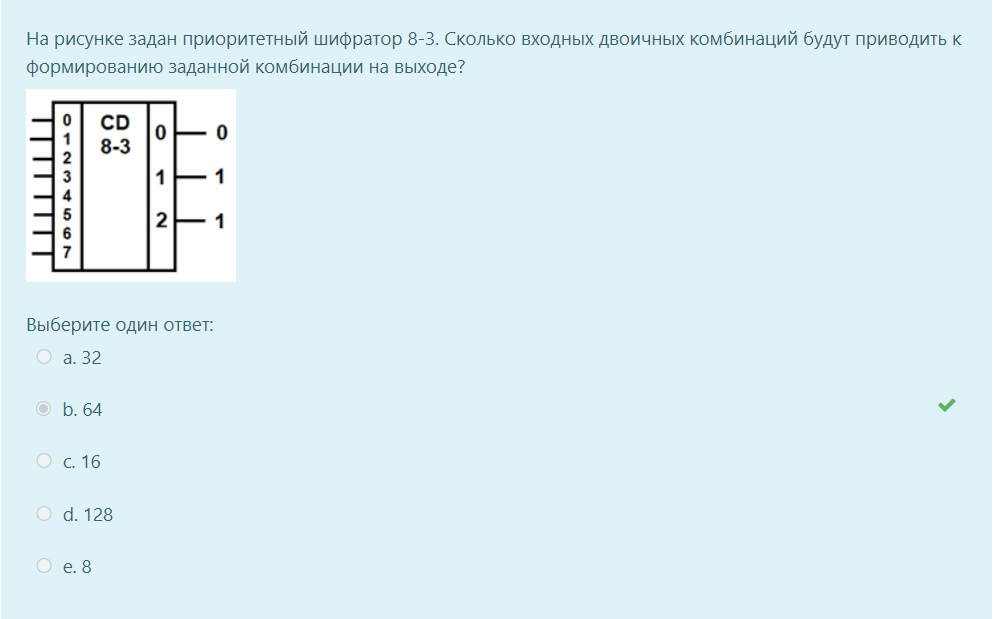 На рисунке задан приоритетный шифратор 8-3. Сколько входных двоичных комбинаций будут приводить к
формированию заданной комбинации на выходе?
0 CD 0 0
1 8-3
2
3 1 1
4
5 2 1
6
7
Выберите один ответ:
a. 32
b. 64
c. 16
d. 128
e. 8